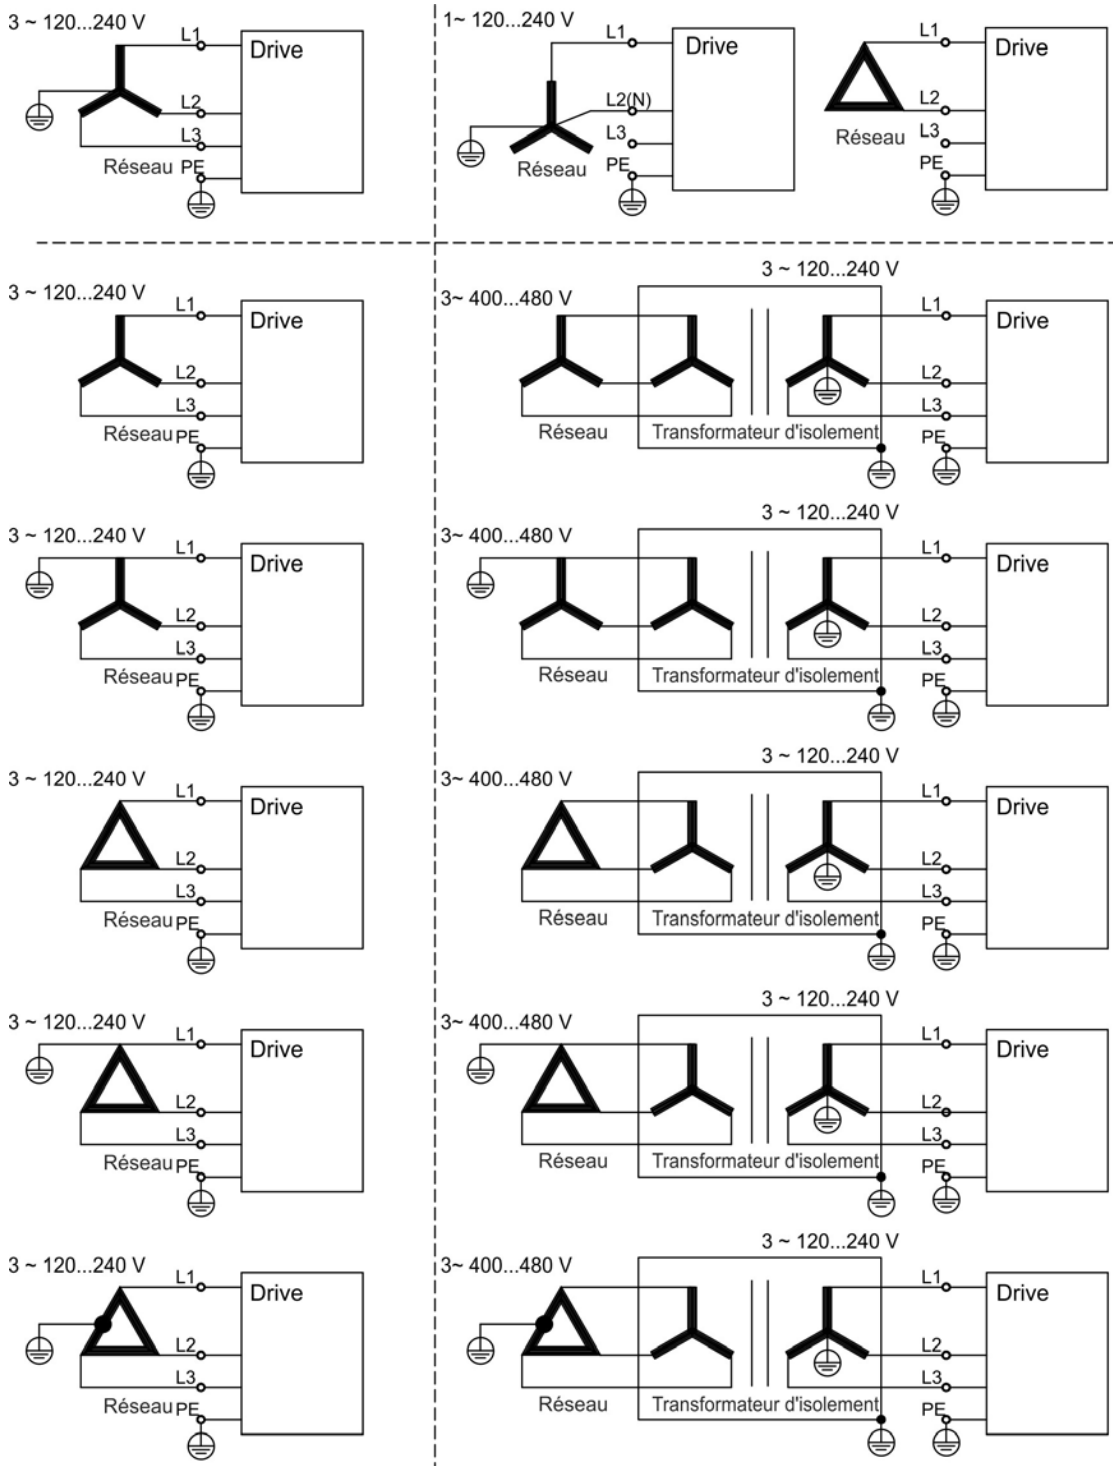 3 ~ 120...240 V
L1
Drive
L2
L3
Réseau PE
1~ 120...240 V
L1
Drive
L2(N)
L3
Réseau
PE
L1
Drive
L2
L3
Réseau
PE
3 ~ 120...240 V
L1
Drive
L2
L3
Réseau PE
3 ~ 120...240 V
3~ 400...480 V
L1
Drive
L2
L3
Réseau
Transformateur d'isolement
PE
3 ~ 120...240 V
L1
Drive
L2
L3
Réseau PE
3 ~ 120...240 V
3~ 400...480 V
L1
Drive
L2
L3
Réseau
Transformateur d'isolement
PE
3 ~ 120...240 V
L1
Drive
L2
L3
Réseau PE
3 ~ 120...240 V
3~ 400...480 V
L1
Drive
L2
L3
Réseau
Transformateur d'isolement
PE
3 ~ 120...240 V
L1
Drive
L2
L3
Réseau PE
3 ~ 120...240 V
3~ 400...480 V
L1
Drive
L2
L3
Réseau
Transformateur d'isolement
PE
3 ~ 120...240 V
L1
Drive
L2
L3
Réseau PE
3 ~ 120...240 V
3~ 400...480 V
L1
Drive
L2
L3
Réseau
Transformateur d'isolement
PE